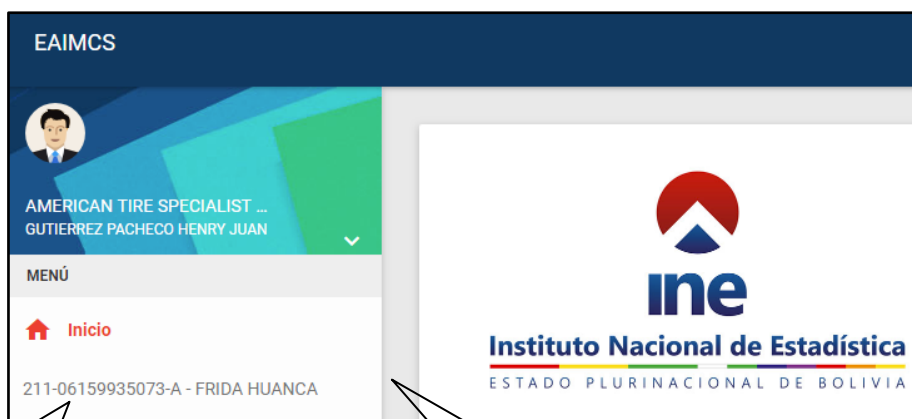 EAIMCS
AMERICAN TIRE SPECIALIST ...
GUTIERREZ PACHECO HENRY JUAN
MENÚ
Inicio
211-06159935073-A - FRIDA HUANCA
ine
Instituto Nacional de Estadística
ESTADO PLURINACIONAL DE BOLIVIA